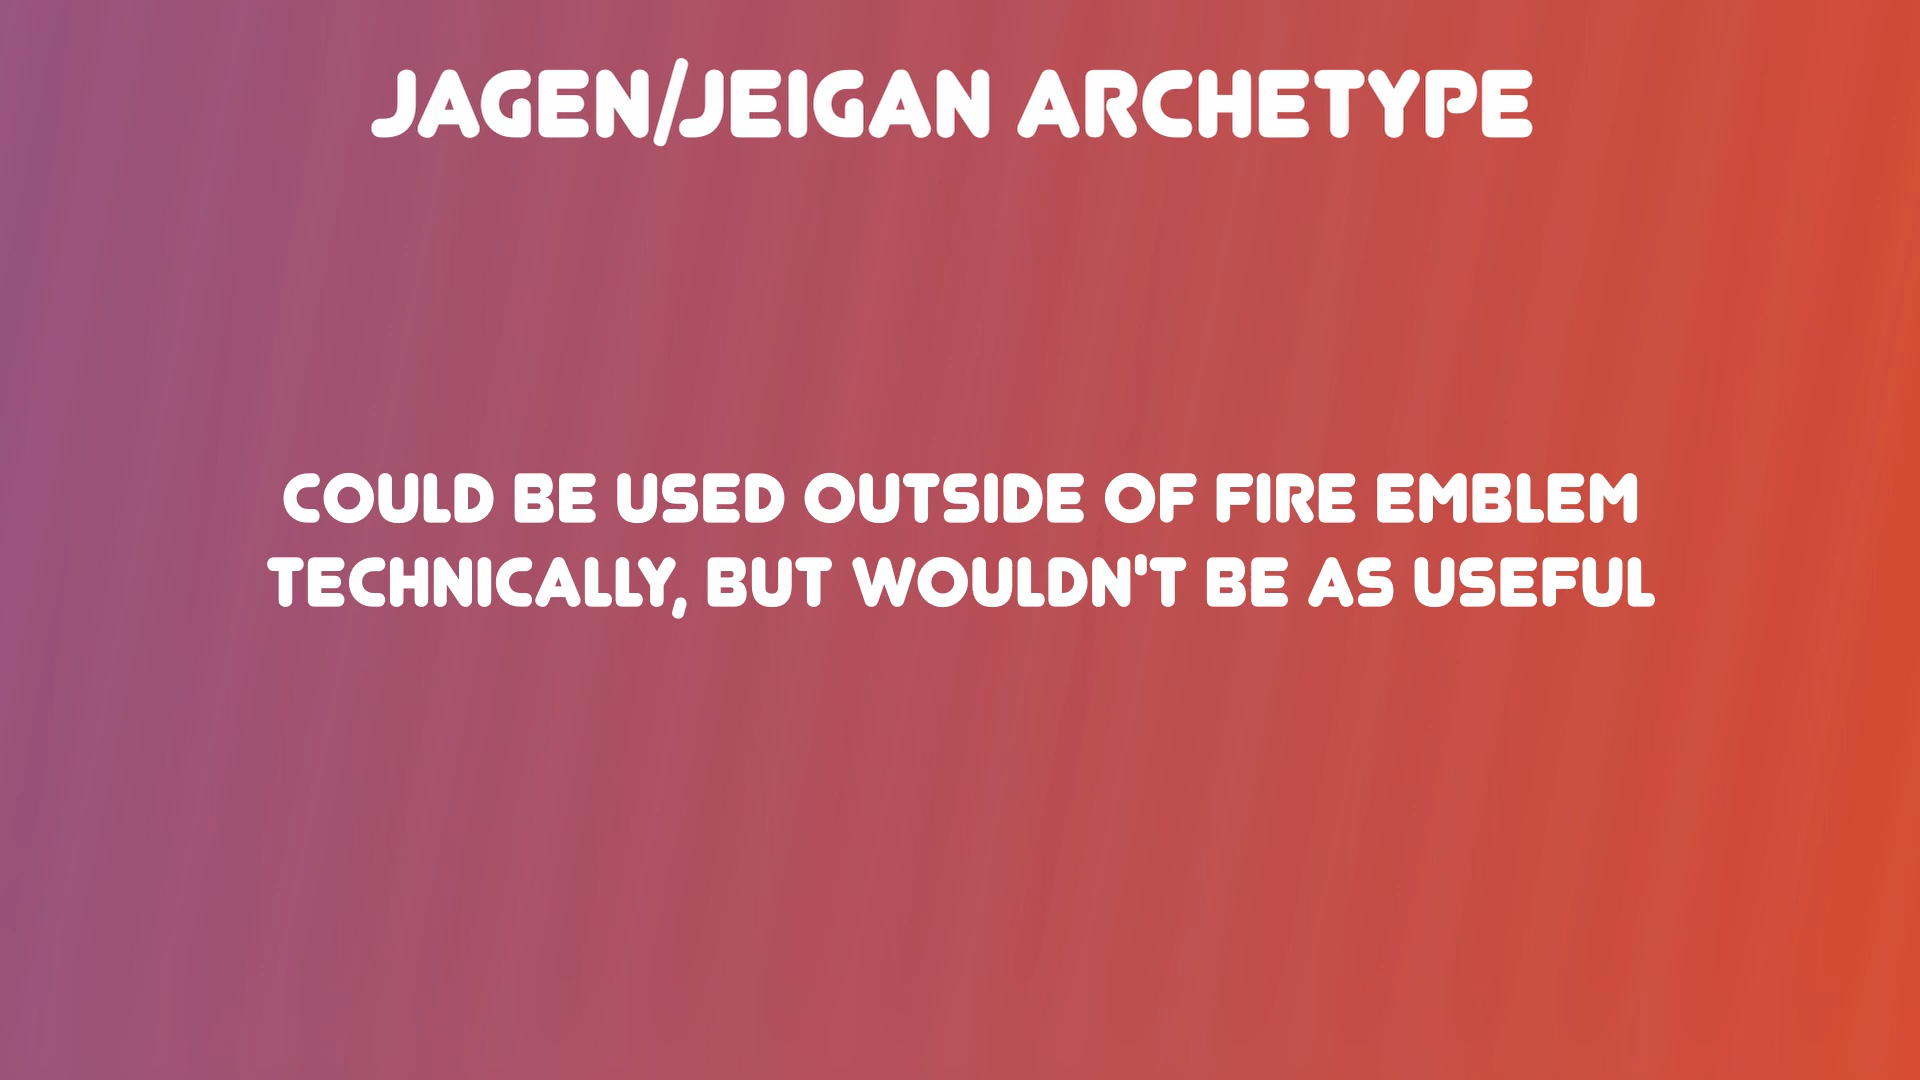 JAGEN/JEIGAN ARCHETYPE
COULD BE USED OUTSIDE OF FIRE EMBLEM
TECHNICALLY, BUT WOULDN'T BE AS USEFUL